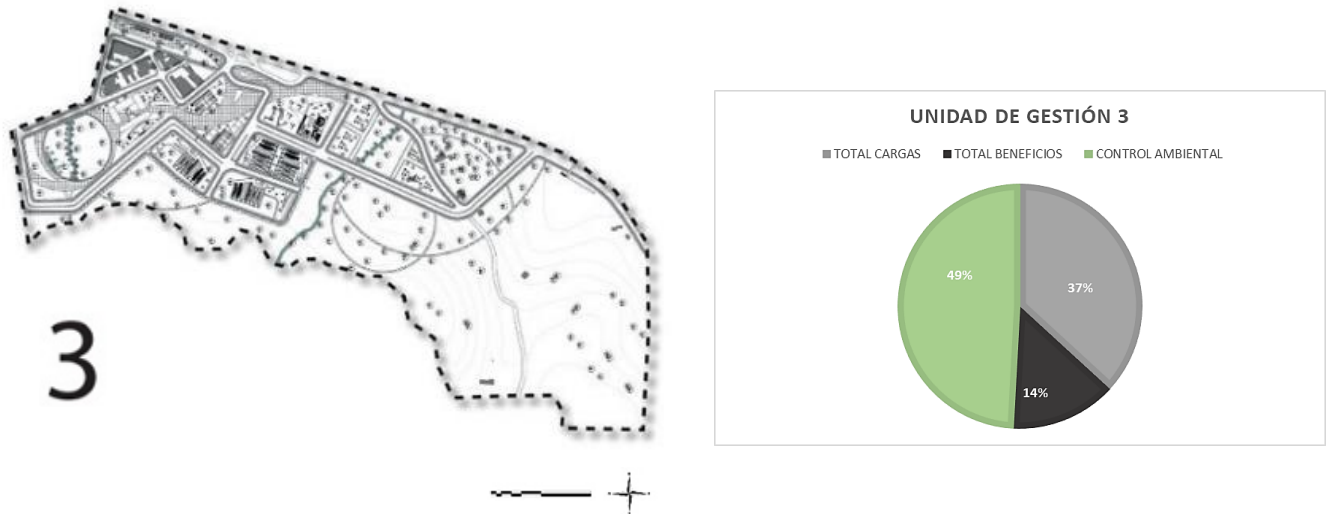 3
UNIDAD DE GESTIÓN 3
TOTAL CARGAS TOTAL BENEFICIOS CONTROL AMBIENTAL
49%
37%
14%